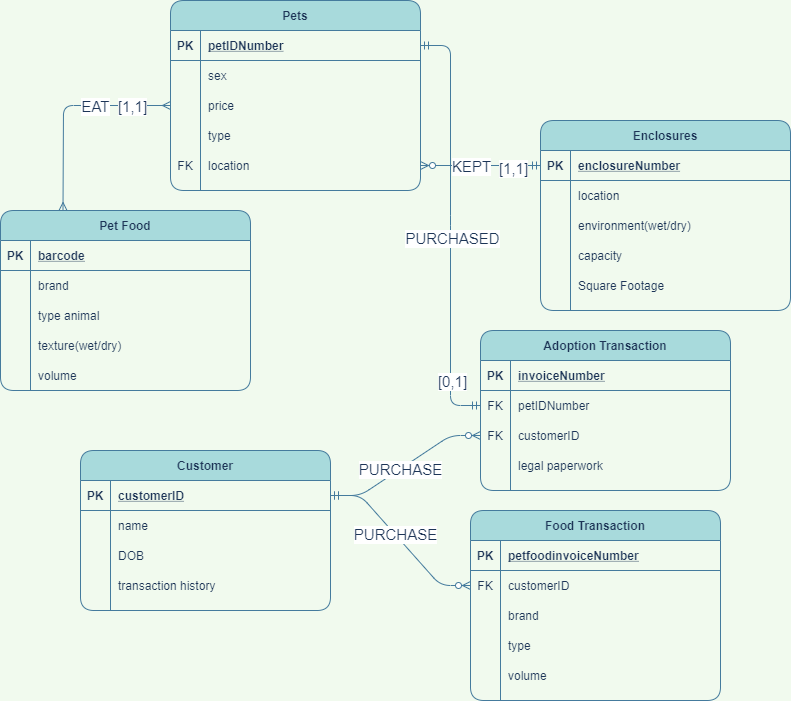 Pets
PK petIDNumber
sex
price
type
FK location
EAT [1,1]
KEPT [1,1]
PURCHASED
Enclosures
PK enclosureNumber
location
environment(wet/dry)
capacity
Square Footage
Pet Food
PK barcode
brand
type animal
texture(wet/dry)
volume
[0,1]
Adoption Transaction
PK invoiceNumber
FK petIDNumber
FK customerID
legal paperwork
PURCHASE
Customer
PK customerID
name
DOB
transaction history
PURCHASE
Food Transaction
PK petfoodinvoiceNumber
FK customerID
brand
type
volume